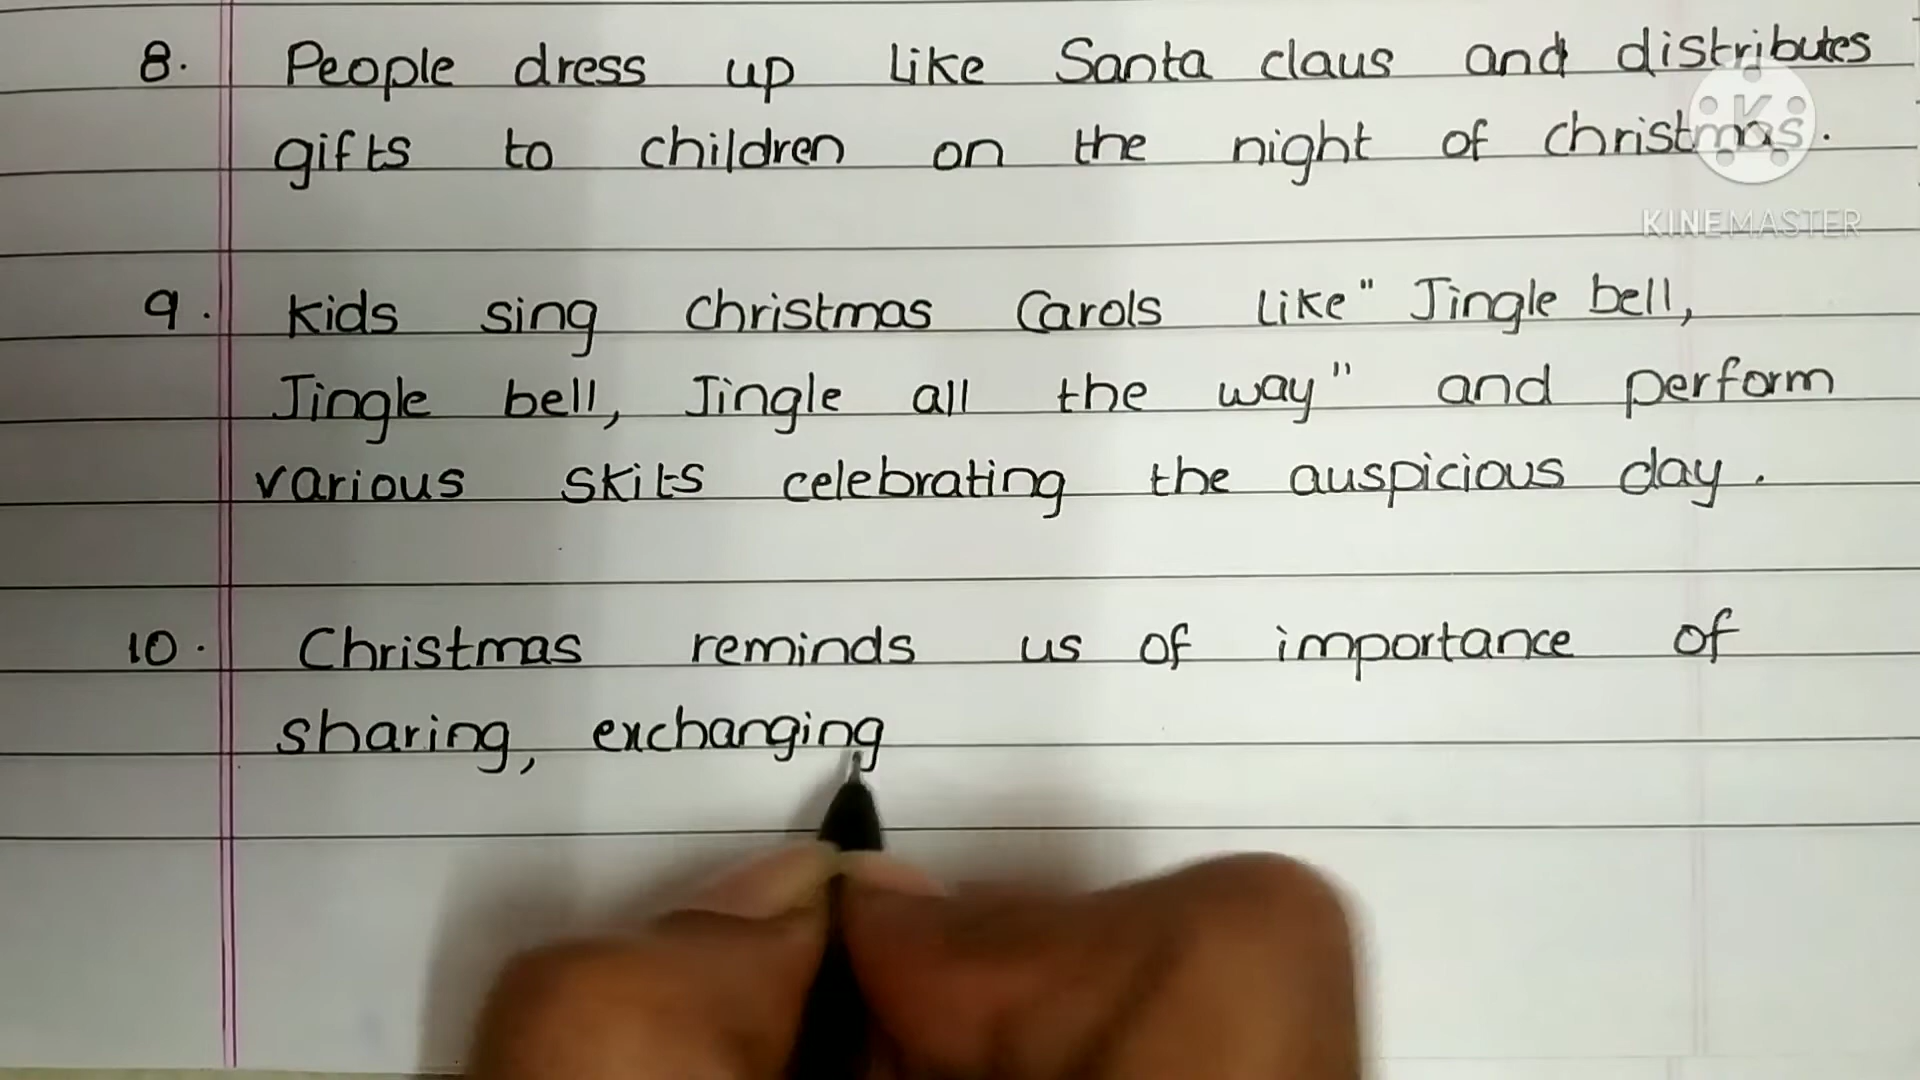 8. People dress up like Santa claus and distributes
gifts to children on the night of christmas.
KINEMASTER
9. Kids sing christmas Carols like " Jingle bell,
Jingle bell, Jingle all the way " and perform
various skits celebrating the auspicious day.
10. Christmas reminds us of importance of
sharing, exchanging